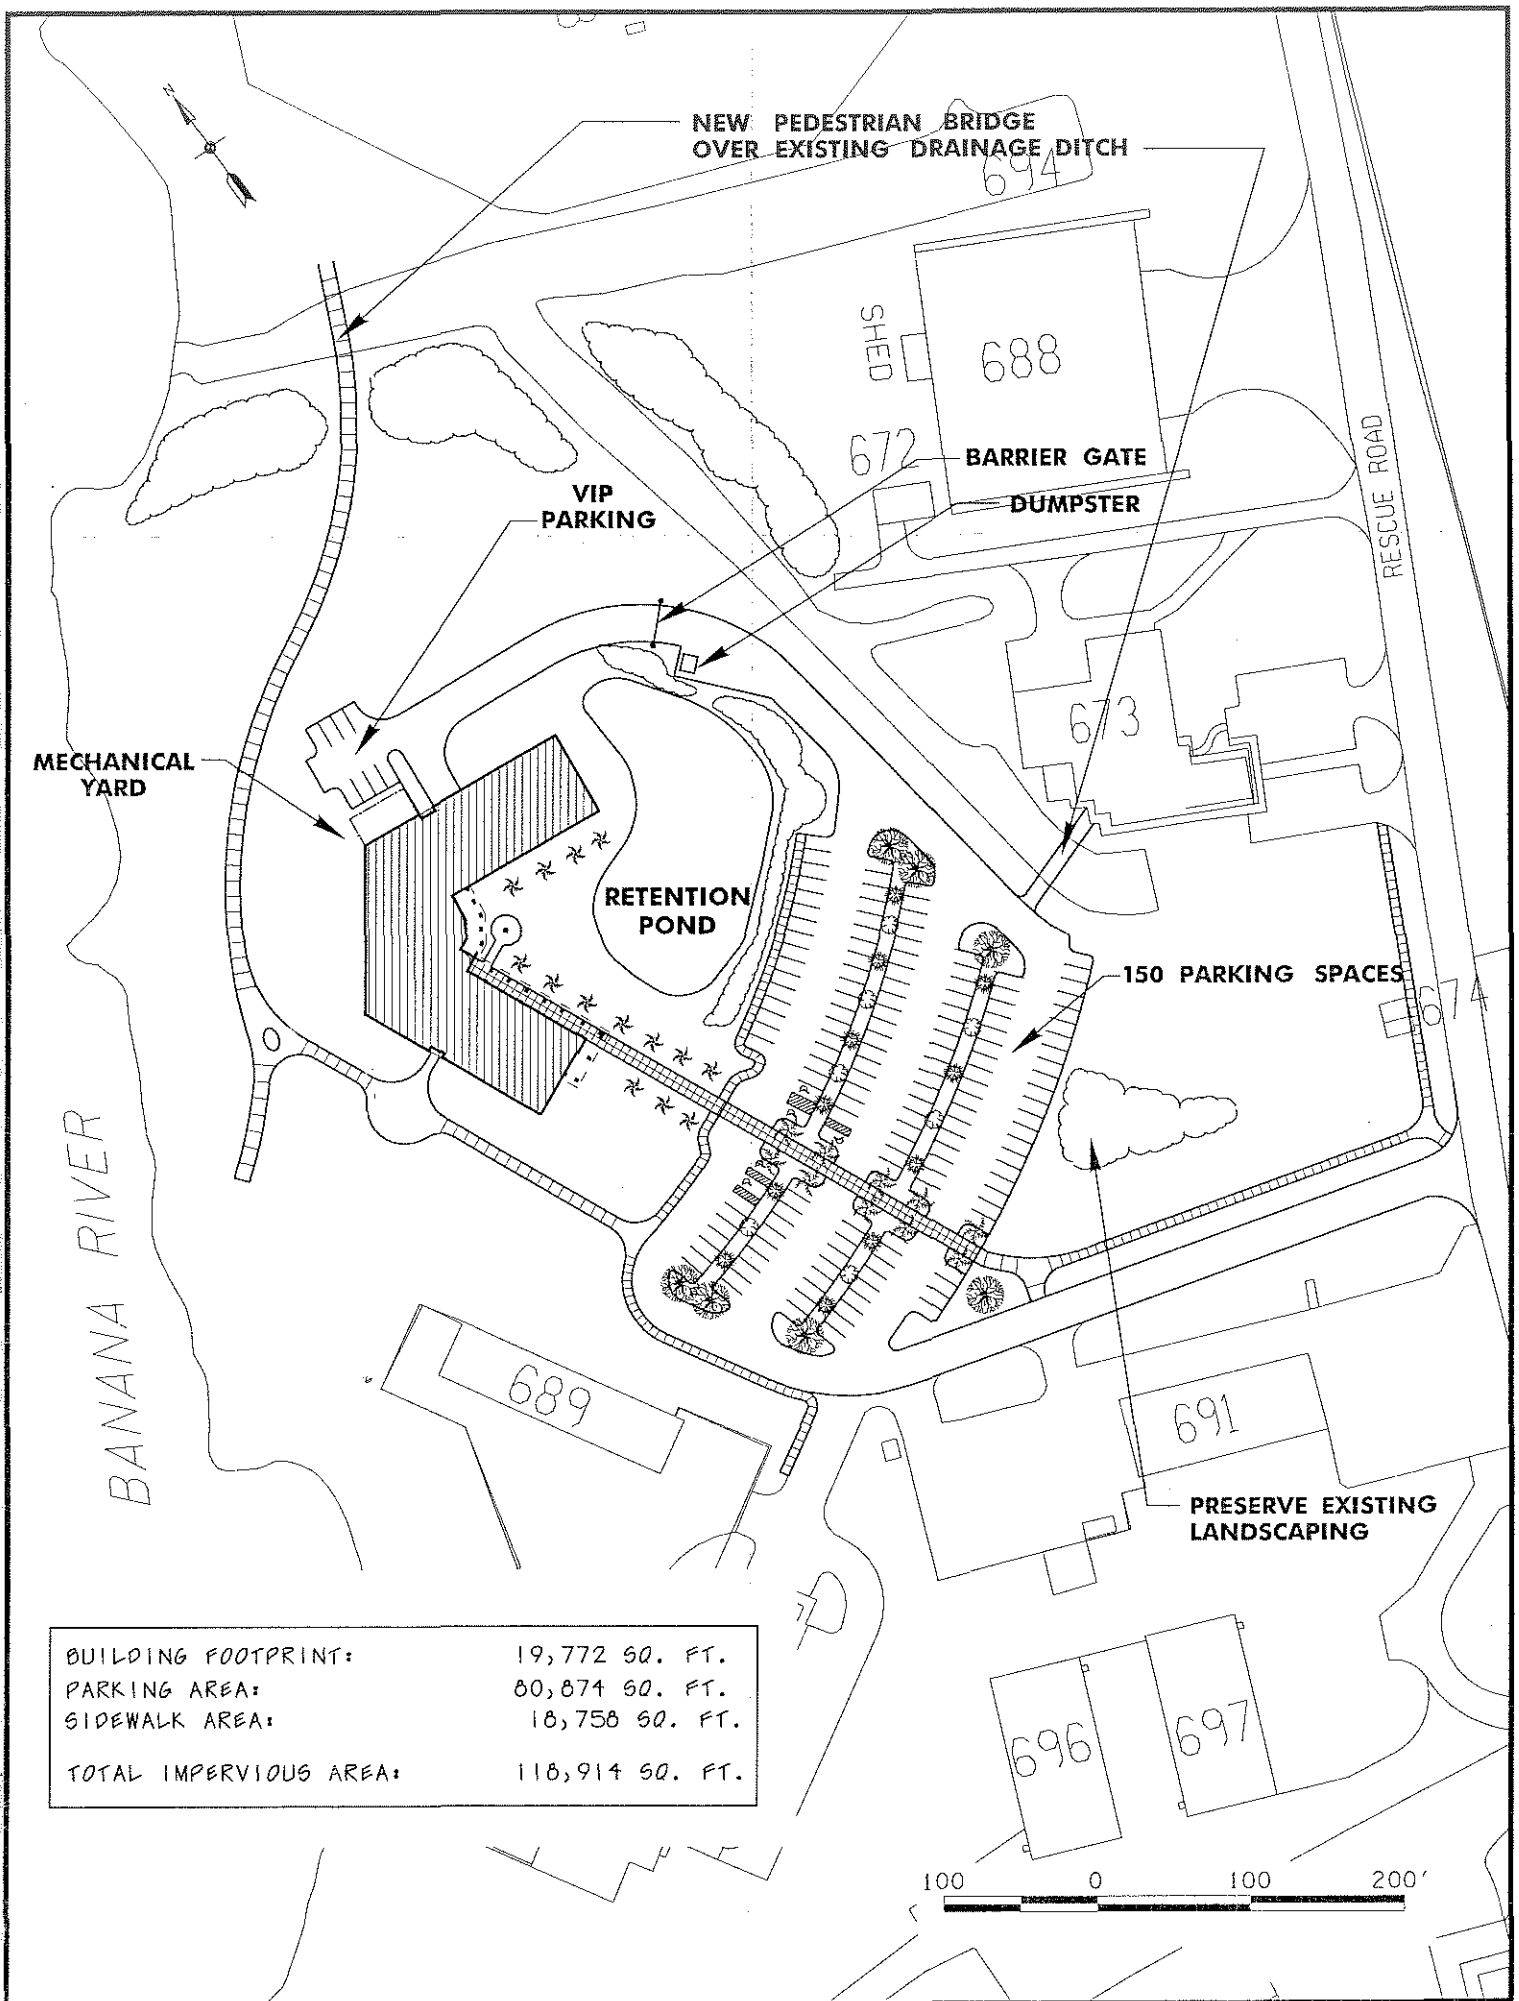 N
NEW PEDESTRIAN BRIDGE
OVER EXISTING DRAINAGE DITCH
694
SHED
688
672
BARRIER GATE
DUMPSTER
RESCUE ROAD
VIP
PARKING
673
MECHANICAL
YARD
RETENTION
POND
150 PARKING SPACES
674
BANANA RIVER
689
691
PRESERVE EXISTING
LANDSCAPING
BUILDING FOOTPRINT: 19,772 SQ. FT.
PARKING AREA: 80,874 SQ. FT.
SIDEWALK AREA: 18,758 SQ. FT.
TOTAL IMPERVIOUS AREA: 118,914 SQ. FT.
696
697
100 0 100 200'